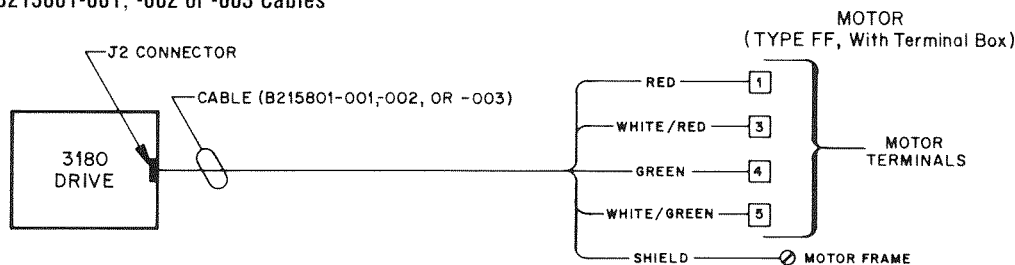 B215801-001, -002 or -003 Cables
MOTOR
(TYPE FF, With Terminal Box)
J2 CONNECTOR
CABLE (B215801-001,-002, OR -003)
3180
DRIVE
RED 1
WHITE/RED 3
GREEN 4
WHITE/GREEN 5
SHIELD MOTOR FRAME
MOTOR
TERMINALS